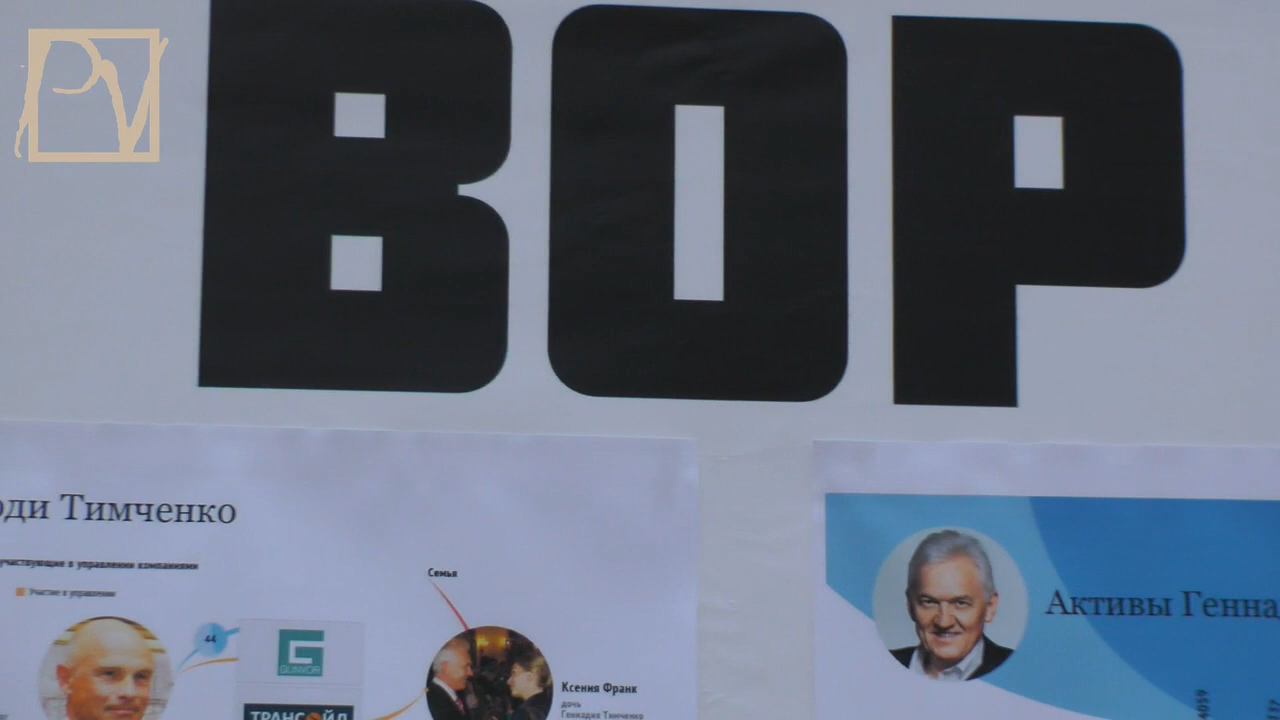 PV
ВОР
оди Тимченко
участвующие в управлении компаниями
Участие в управлении
44
GUNVOR
ТРАНСОЙЛ
Семья
Ксения Франк
дочь
Геннадия Тимченко
Активы Генна